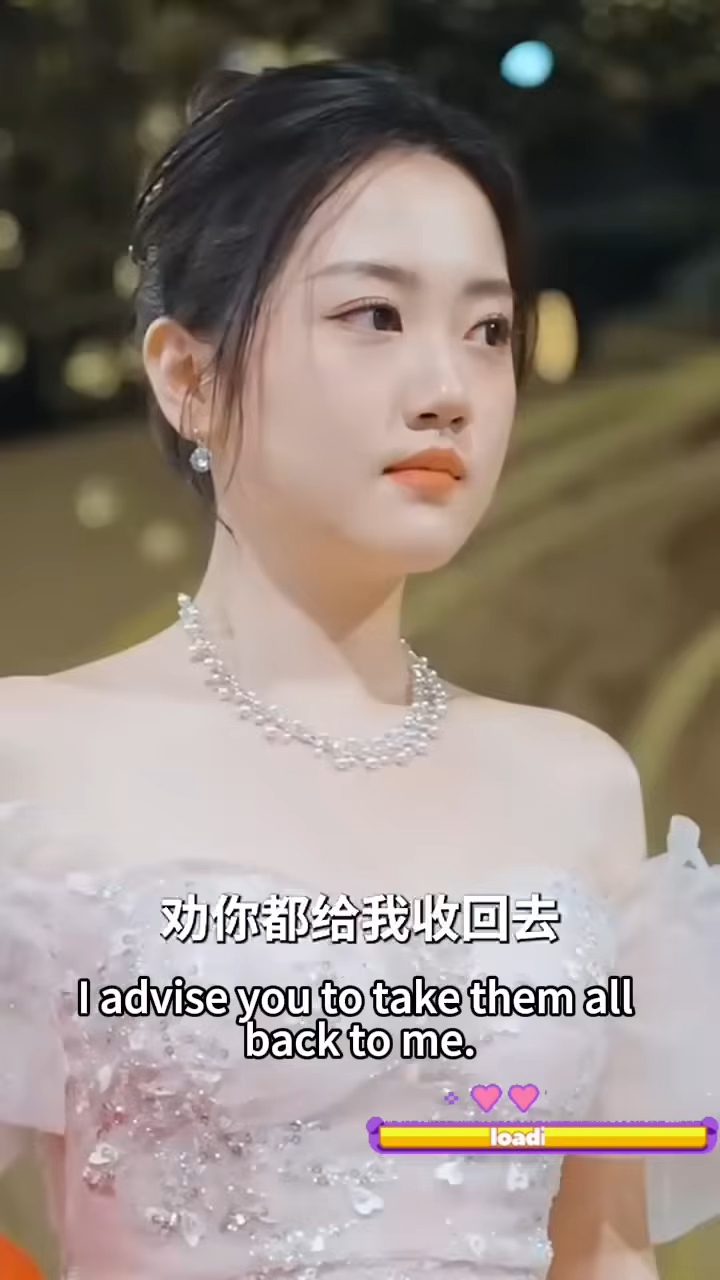 劝你都给我收回去
I advise you to take them all
back to me.
loadi